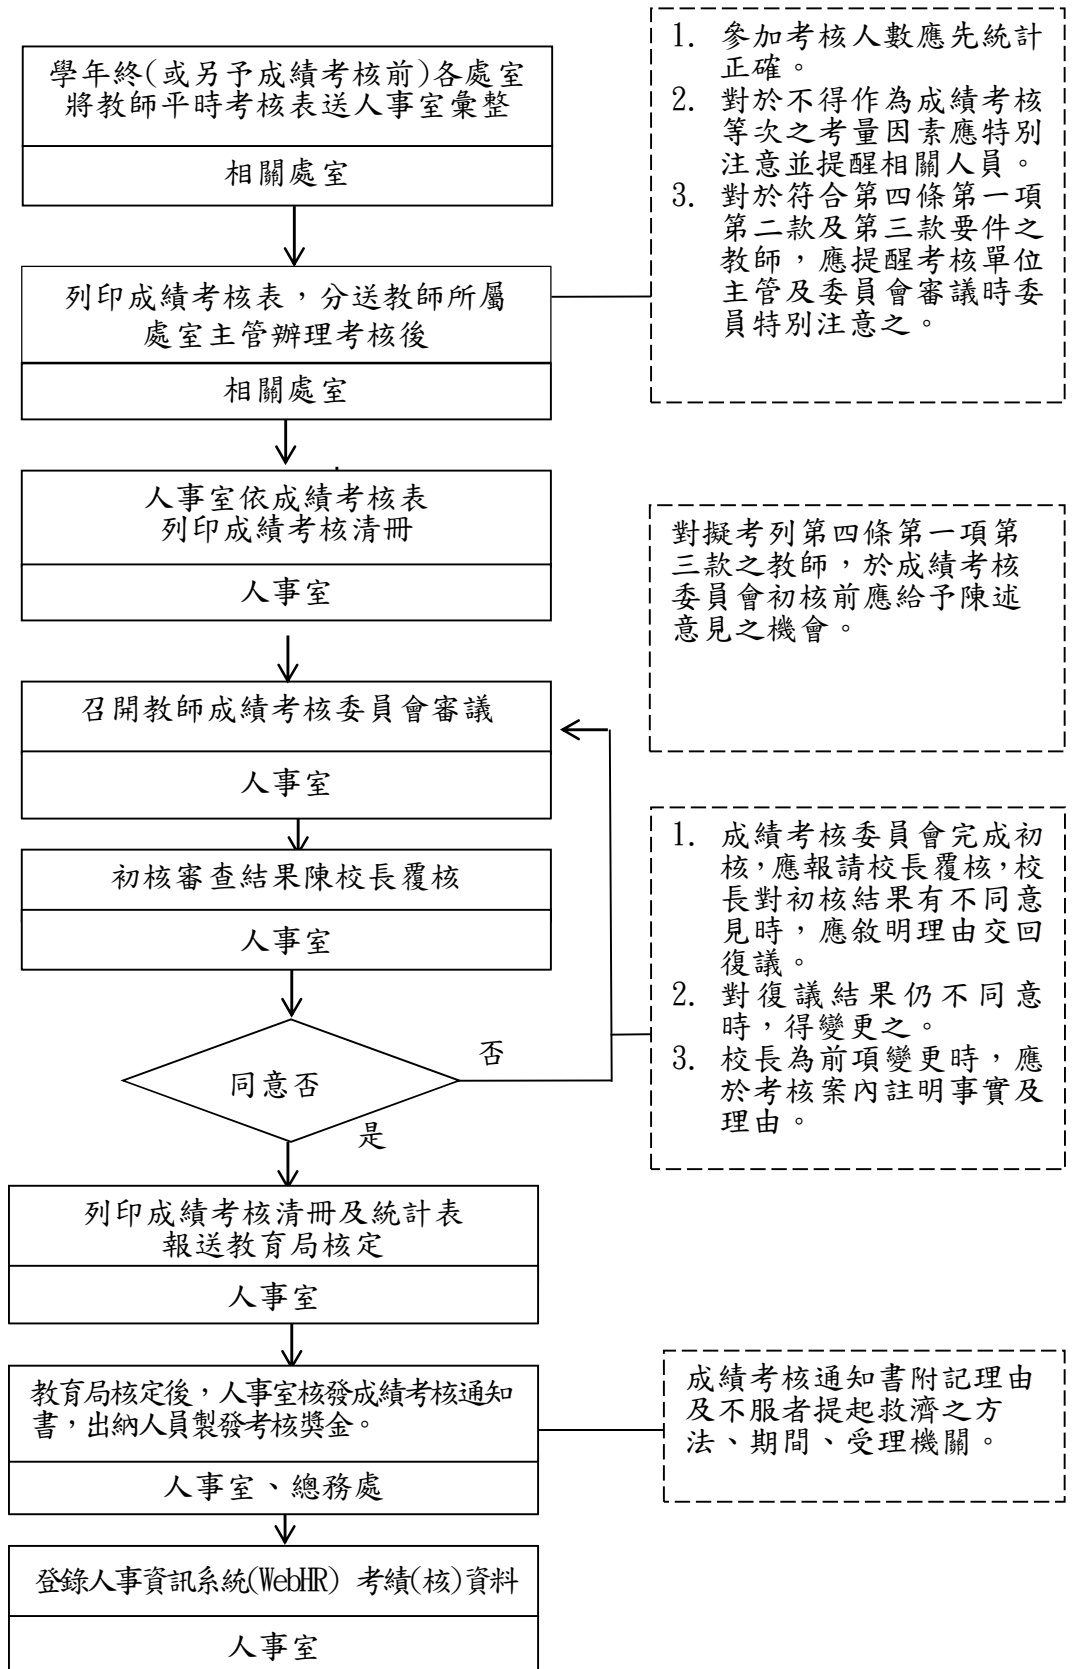 學年終(或另予成績考核前)各處室
將教師平時考核表送人事室彙整
相關處室
1. 參加考核人數應先統計
正確。
2. 對於不得作為成績考核
等次之考量因素應特別
注意並提醒相關人員。
3. 對於符合第四條第一項
第二款及第三款要件之
教師，應提醒考核單位
主管及委員會審議時委
員特別注意之。
列印成績考核表，分送教師所屬
處室主管辦理考核後
相關處室
人事室依成績考核表
列印成績考核清冊
人事室
對擬考列第四條第一項第
三款之教師，於成績考核
委員會初核前應給予陳述
意見之機會。
召開教師成績考核委員會審議
人事室
初核審查結果陳校長覆核
人事室
1. 成績考核委員會完成初
核，應報請校長覆核，校
長對初核結果有不同意
見時，應敘明理由交回
復議。
2. 對復議結果仍不同意
時，得變更之。
3. 校長為前項變更時，應
於考核案內註明事實及
理由。
同意否
否
是
列印成績考核清冊及統計表
報送教育局核定
人事室
教育局核定後，人事室核發成績考核通知
書，出納人員製發考核獎金。
人事室、總務處
成績考核通知書附記理由
及不服者提起救濟之方
法、期間、受理機關。
登錄人事資訊系統(WebHR) 考績(核)資料
人事室